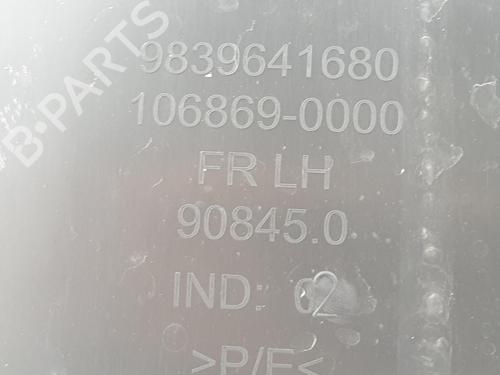 B-PARTS
9839641680
106869-0000
FR LH
90845.0
IND: 02
>P/E<